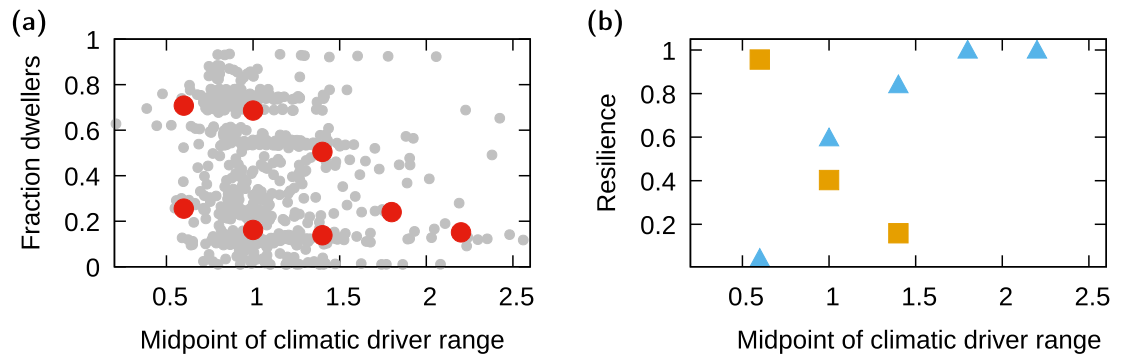 (a)
Fraction dwellers
1
0.8
0.6
0.4
0.2
0
0.5 1 1.5 2 2.5
Midpoint of climatic driver range
(b)
Resilience
1
0.8
0.6
0.4
0.2
0.5 1 1.5 2 2.5
Midpoint of climatic driver range